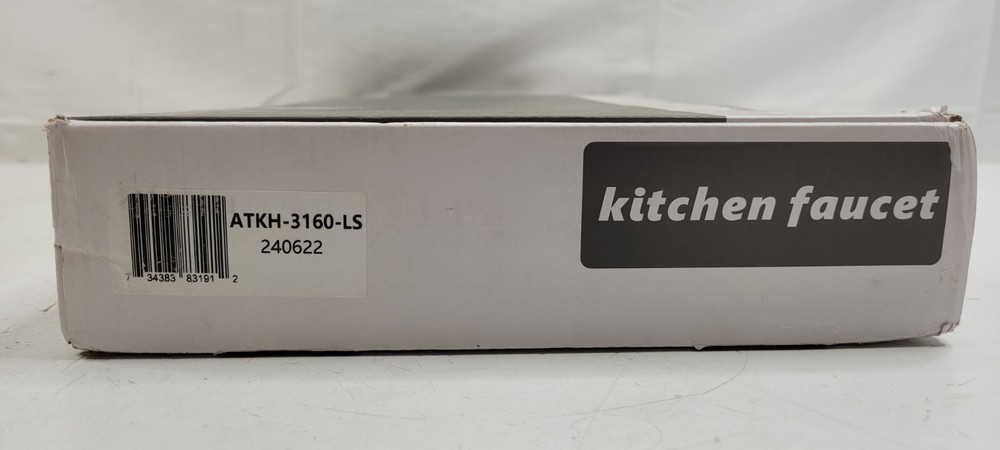 ATKH-3160-LS
240622
7 34383 83191 2
kitchen faucet